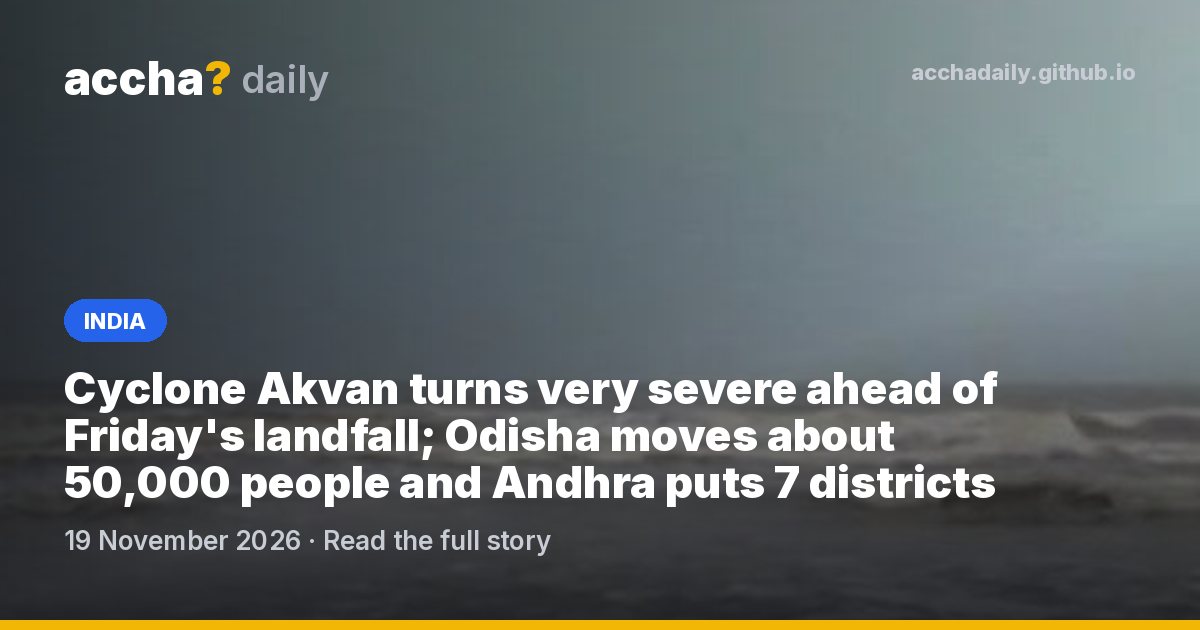 accha? daily
acchadaily.github.io
INDIA
Cyclone Akvan turns very severe ahead of
Friday's landfall; Odisha moves about
50,000 people and Andhra puts 7 districts
19 November 2026 · Read the full story